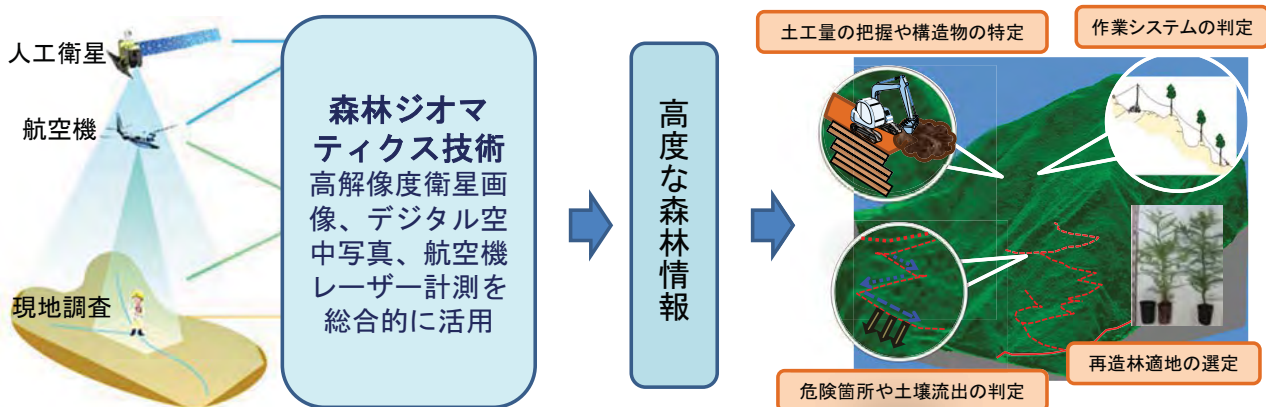 人工衛星
航空機
現地調査
森林ジオマ
ティクス技術
高解像度衛星画
像、デジタル空
中写真、航空機
レーザー計測を
総合的に活用
高度な森林情報
土工量の把握や構造物の特定
作業システムの判定
再造林適地の選定
危険箇所や土壌流出の判定